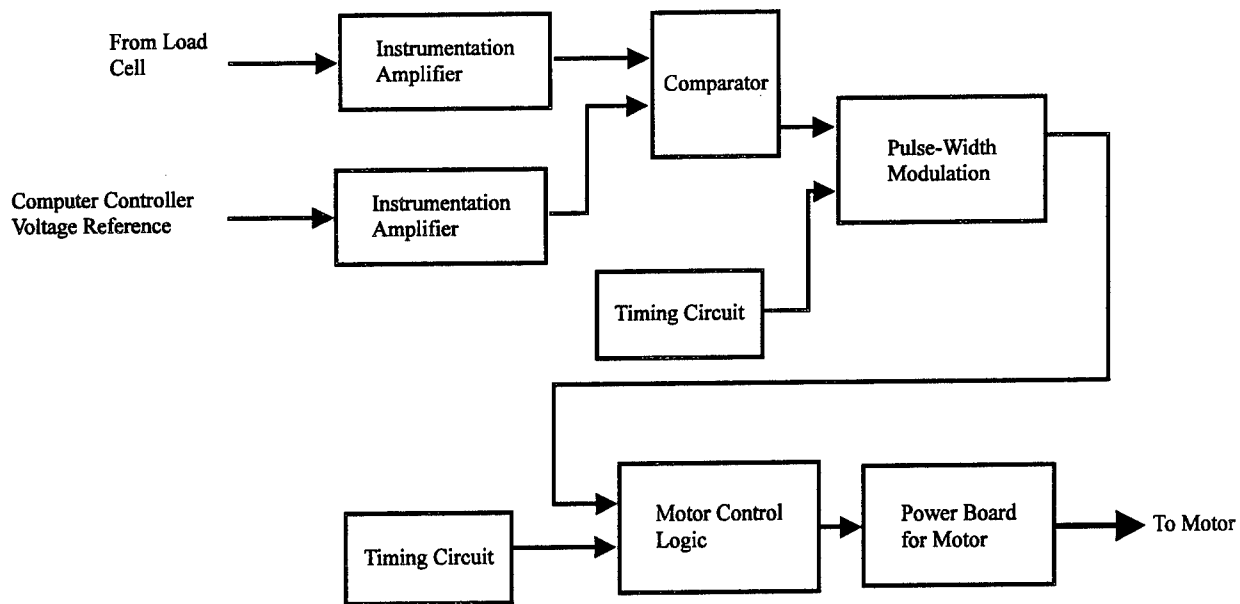 From Load
Cell
Instrumentation
Amplifier
Comparator
Pulse-Width
Modulation
Computer Controller
Voltage Reference
Instrumentation
Amplifier
Timing Circuit
Timing Circuit
Motor Control
Logic
Power Board
for Motor
To Motor